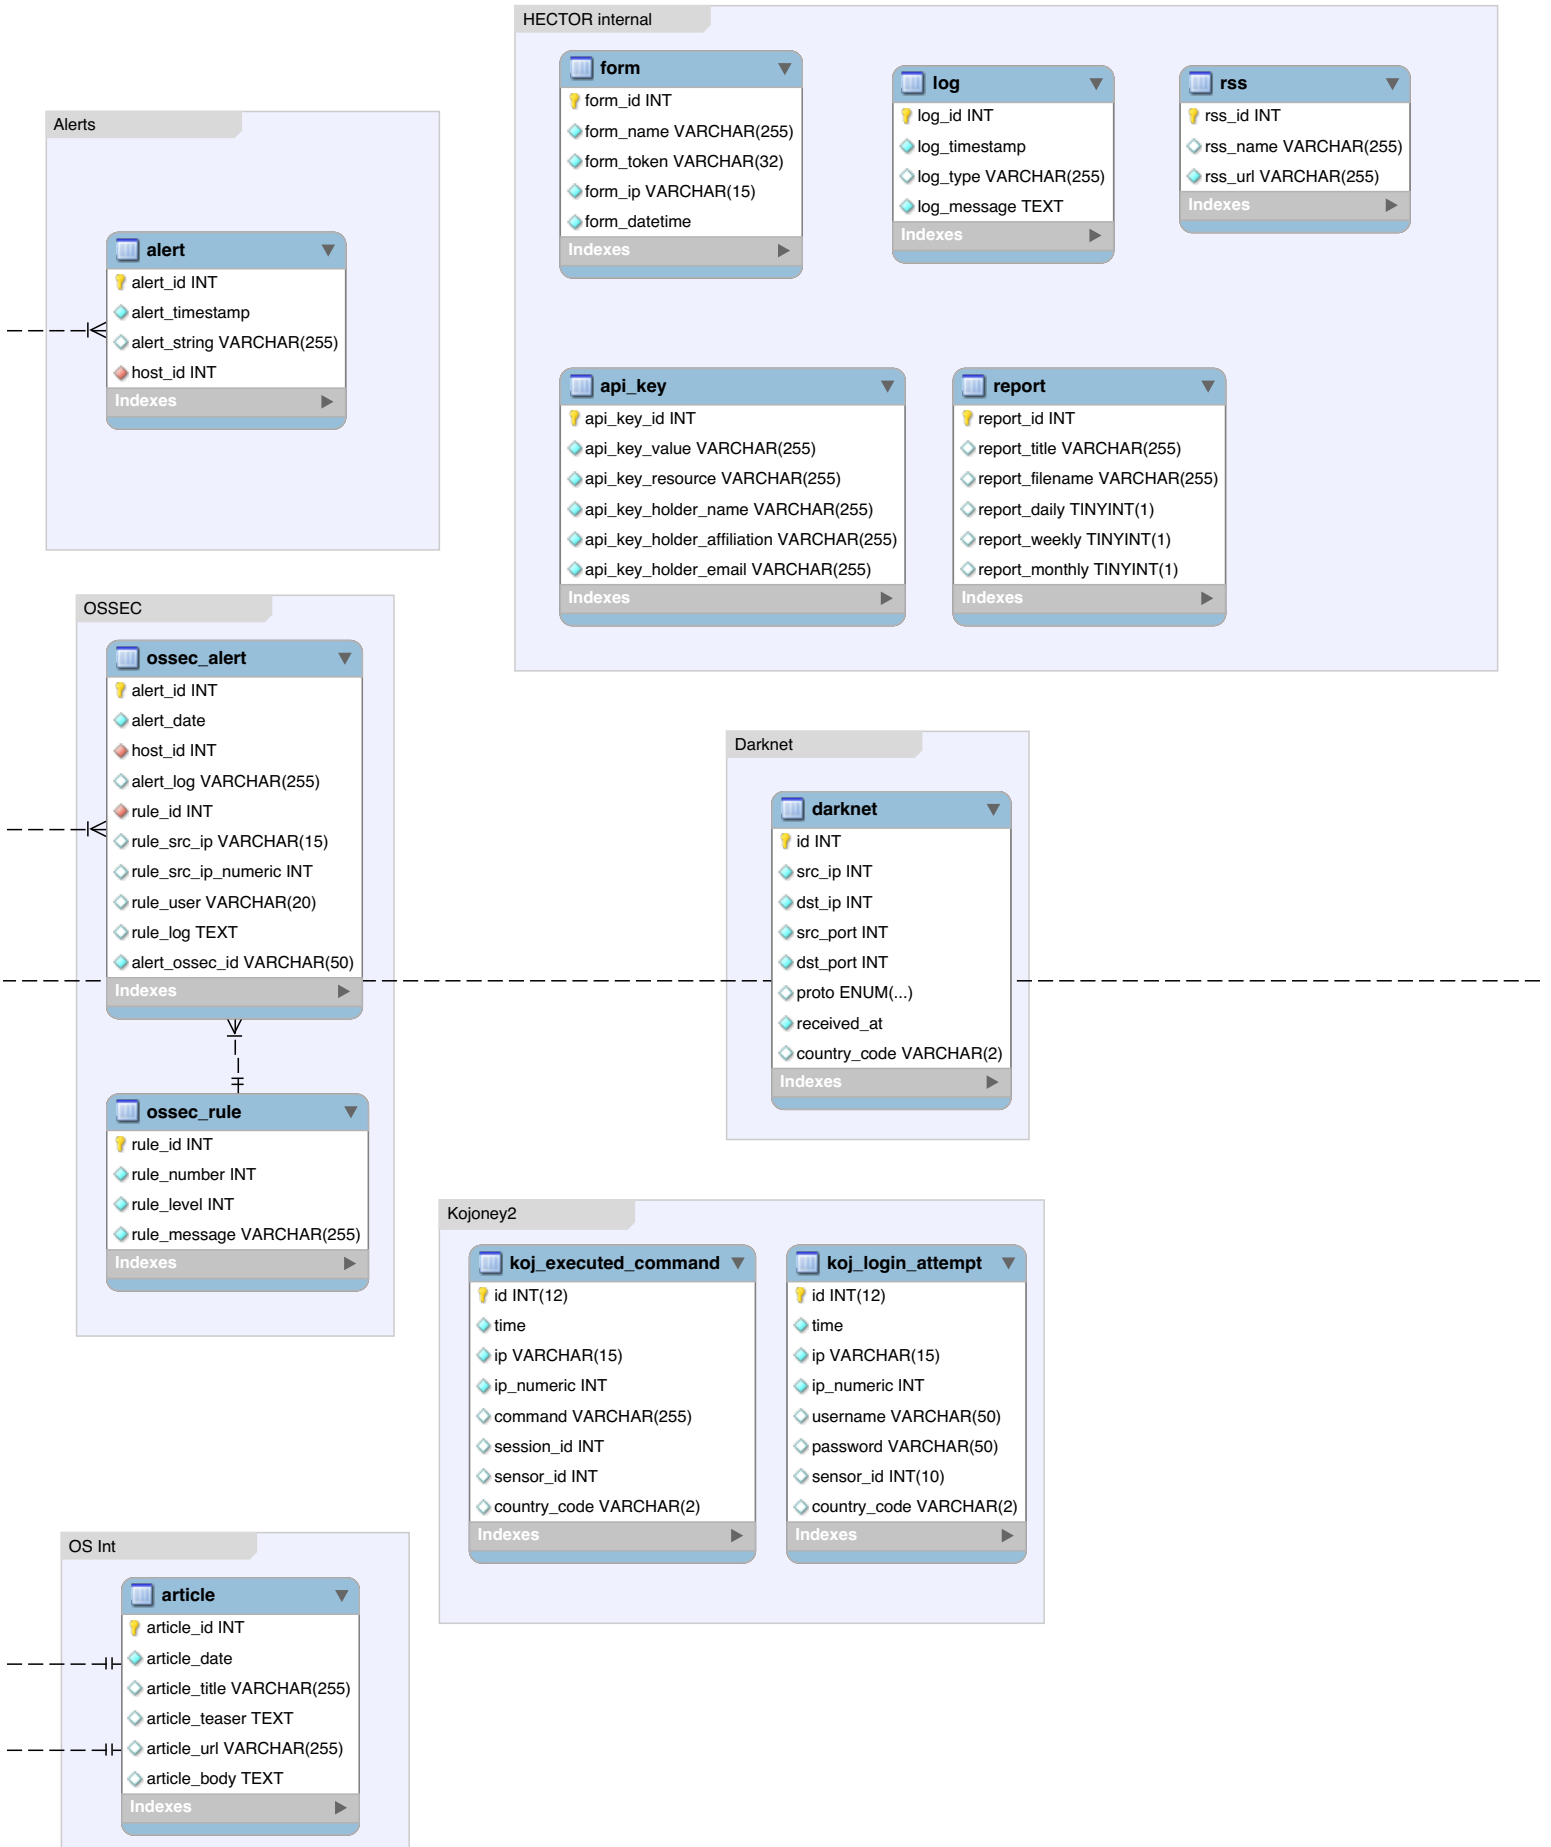 HECTOR internal
form
form_id INT
form_name VARCHAR(255)
form_token VARCHAR(32)
form_ip VARCHAR(15)
form_datetime
Indexes
log
log_id INT
log_timestamp
log_type VARCHAR(255)
log_message TEXT
Indexes
rss
rss_id INT
rss_name VARCHAR(255)
rss_url VARCHAR(255)
Indexes
api_key
api_key_id INT
api_key_value VARCHAR(255)
api_key_resource VARCHAR(255)
api_key_holder_name VARCHAR(255)
api_key_holder_affiliation VARCHAR(255)
api_key_holder_email VARCHAR(255)
Indexes
report
report_id INT
report_title VARCHAR(255)
report_filename VARCHAR(255)
report_daily TINYINT(1)
report_weekly TINYINT(1)
report_monthly TINYINT(1)
Indexes
Alerts
alert
alert_id INT
alert_timestamp
alert_string VARCHAR(255)
host_id INT
Indexes
OSSEC
ossec_alert
alert_id INT
alert_date
host_id INT
alert_log VARCHAR(255)
rule_id INT
rule_src_ip VARCHAR(15)
rule_src_ip_numeric INT
rule_user VARCHAR(20)
rule_log TEXT
alert_ossec_id VARCHAR(50)
Indexes
ossec_rule
rule_id INT
rule_number INT
rule_level INT
rule_message VARCHAR(255)
Indexes
Darknet
darknet
id INT
src_ip INT
dst_ip INT
src_port INT
dst_port INT
proto ENUM(...)
received_at
country_code VARCHAR(2)
Indexes
Kojoney2
koj_executed_command
id INT(12)
time
ip VARCHAR(15)
ip_numeric INT
command VARCHAR(255)
session_id INT
sensor_id INT
country_code VARCHAR(2)
Indexes
koj_login_attempt
id INT(12)
time
ip VARCHAR(15)
ip_numeric INT
username VARCHAR(50)
password VARCHAR(50)
sensor_id INT(10)
country_code VARCHAR(2)
Indexes
OS Int
article
article_id INT
article_date
article_title VARCHAR(255)
article_teaser TEXT
article_url VARCHAR(255)
article_body TEXT
Indexes